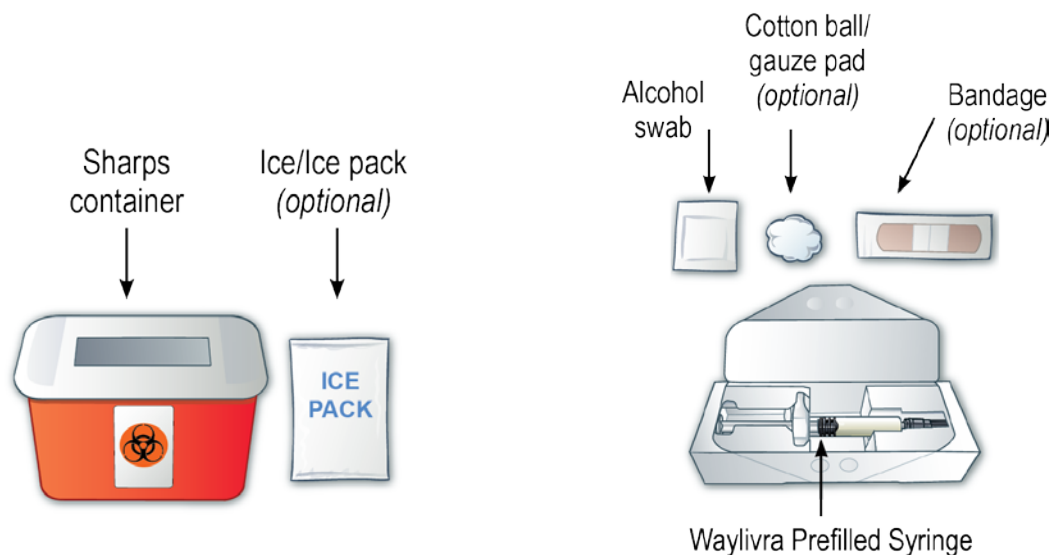 Sharps
container
Ice/Ice pack
(optional)
ICE
PACK
Alcohol
swab
Cotton ball/
gauze pad
(optional)
Bandage
(optional)
Waylivra Prefilled Syringe